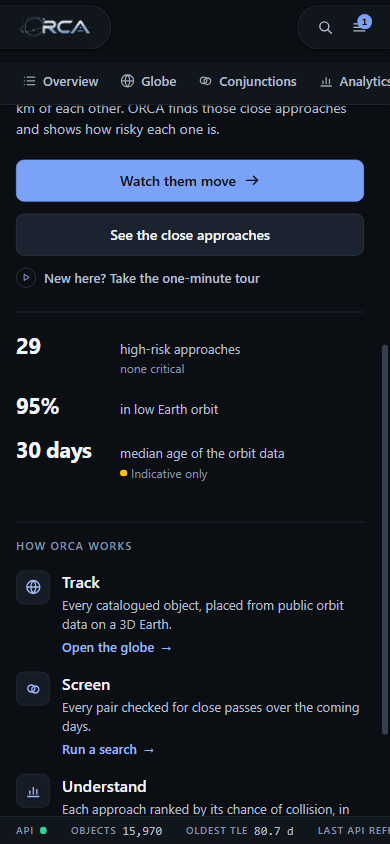 ORCA
1
Overview
Globe
Conjunctions
Analytics
km of each other. ORCA finds those close approaches
and shows how risky each one is.
Watch them move →
See the close approaches
New here? Take the one-minute tour
29 high-risk approaches
none critical
95% in low Earth orbit
30 days median age of the orbit data
Indicative only
HOW ORCA WORKS
Track
Every catalogued object, placed from public orbit
data on a 3D Earth.
Open the globe →
Screen
Every pair checked for close passes over the coming
days.
Run a search →
Understand
Each approach ranked by its chance of collision, in
API OBJECTS 15,970 OLDEST TLE 80.7 d LAST API REF